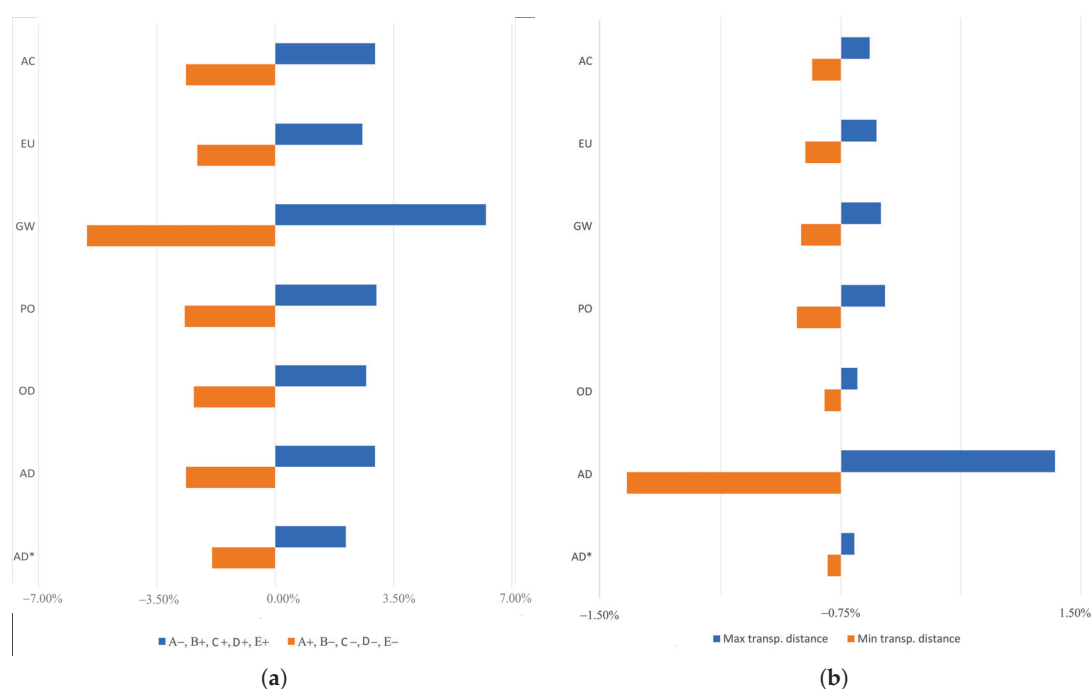 AC
EU
GW
PO
OD
AD
AD*
−7.00% −3.50% 0.00% 3.50% 7.00%
A−, B+, C+,D+, E+ A+, B−, C−,D−, E−
(a)
AC
EU
GW
PO
OD
AD
AD*
−1.50% −0.75% 1.50%
Max transp. distance Min transp. distance
(b)